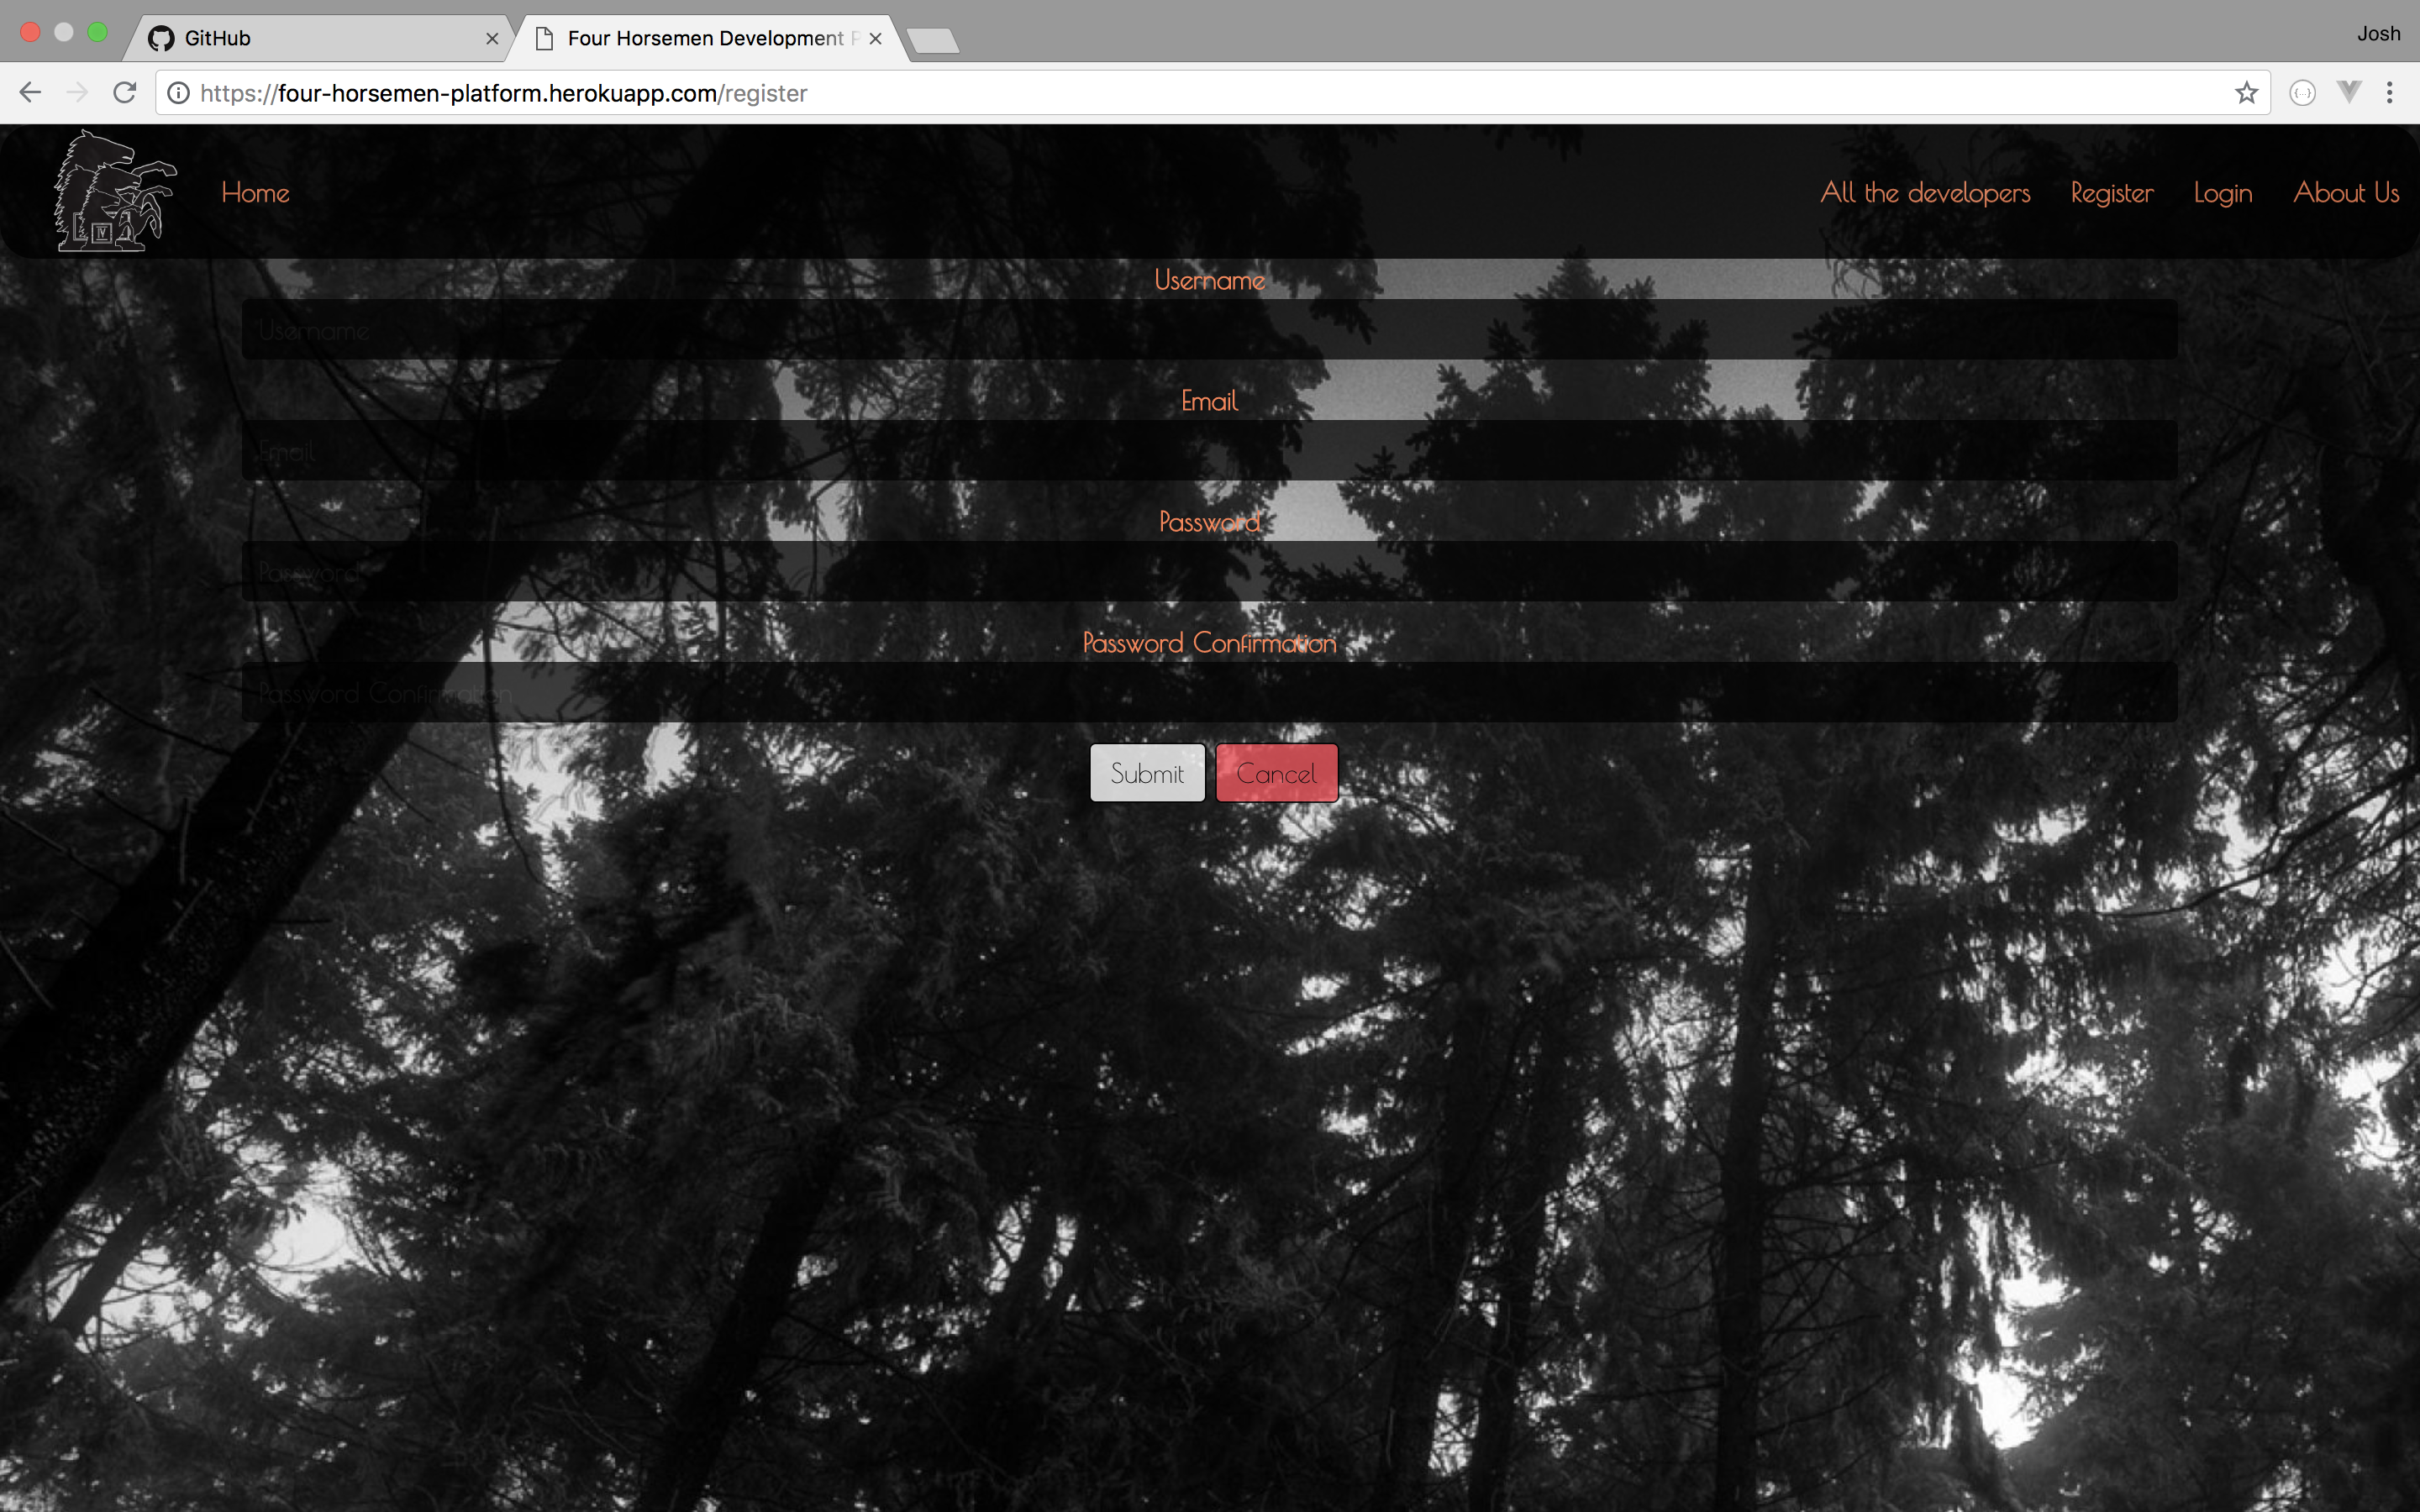 GitHub
Four Horsemen Development P
Josh
https://four-horsemen-platform.herokuapp.com/register
IV
Home
All the developers
Register
Login
About Us
Username
Username
Email
Email
Password
Password
Password Confirmation
Password Confirmation
Submit
Cancel